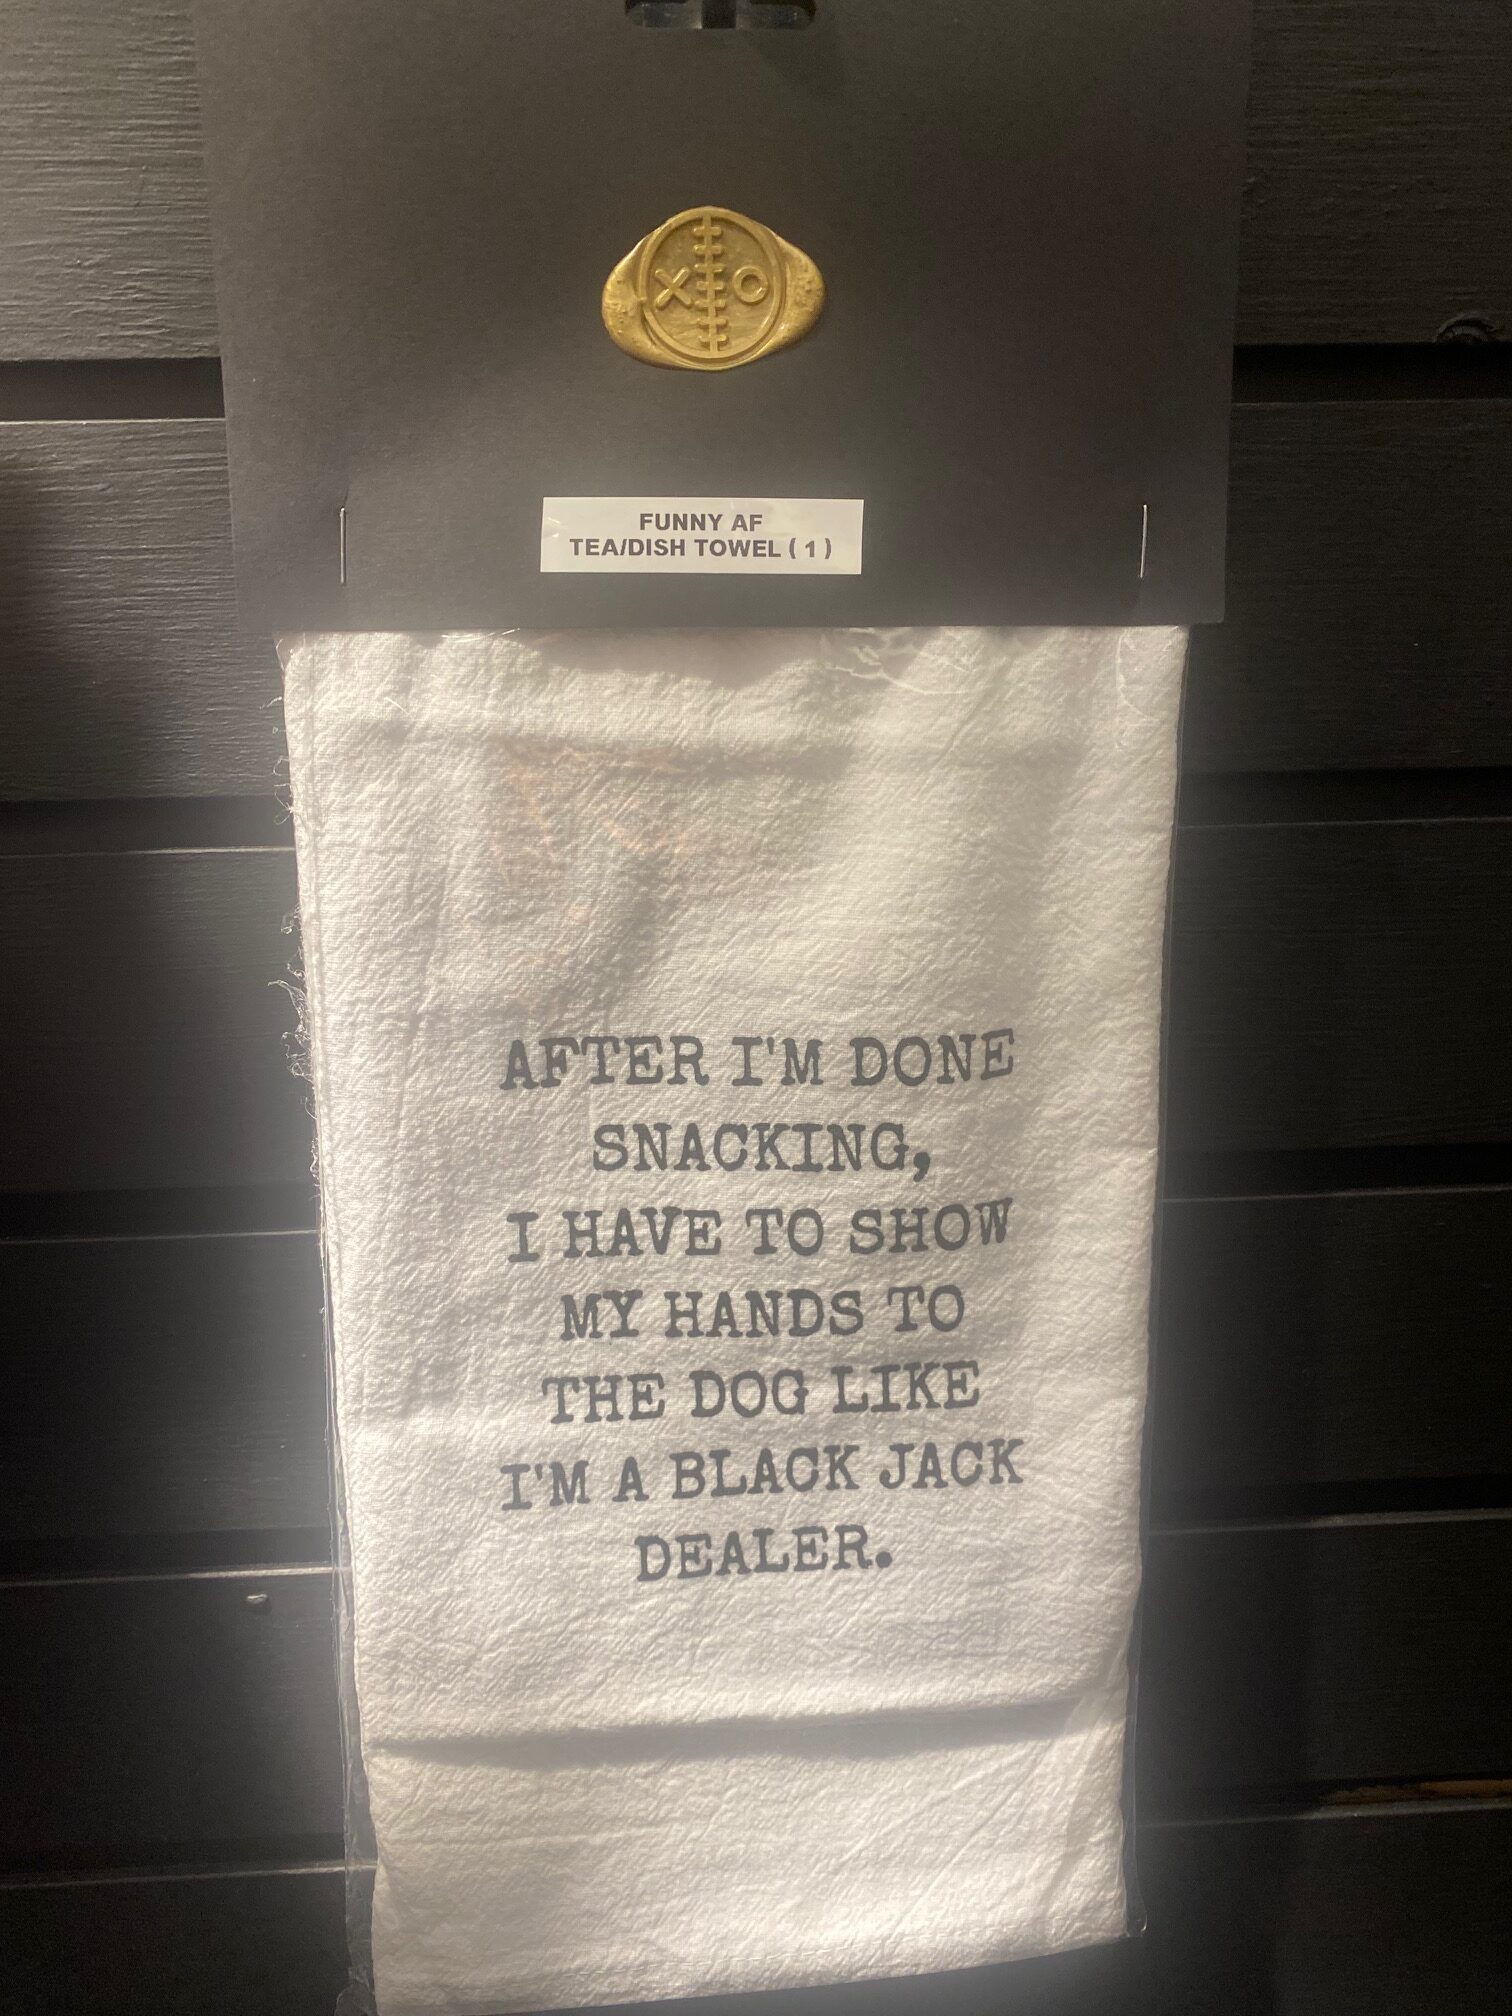 X O
FUNNY AF
TEA/DISH TOWEL ( 1 )
AFTER I'M DONE
SNACKING,
I HAVE TO SHOW
MY HANDS TO
THE DOG LIKE
I'M A BLACK JACK
DEALER.